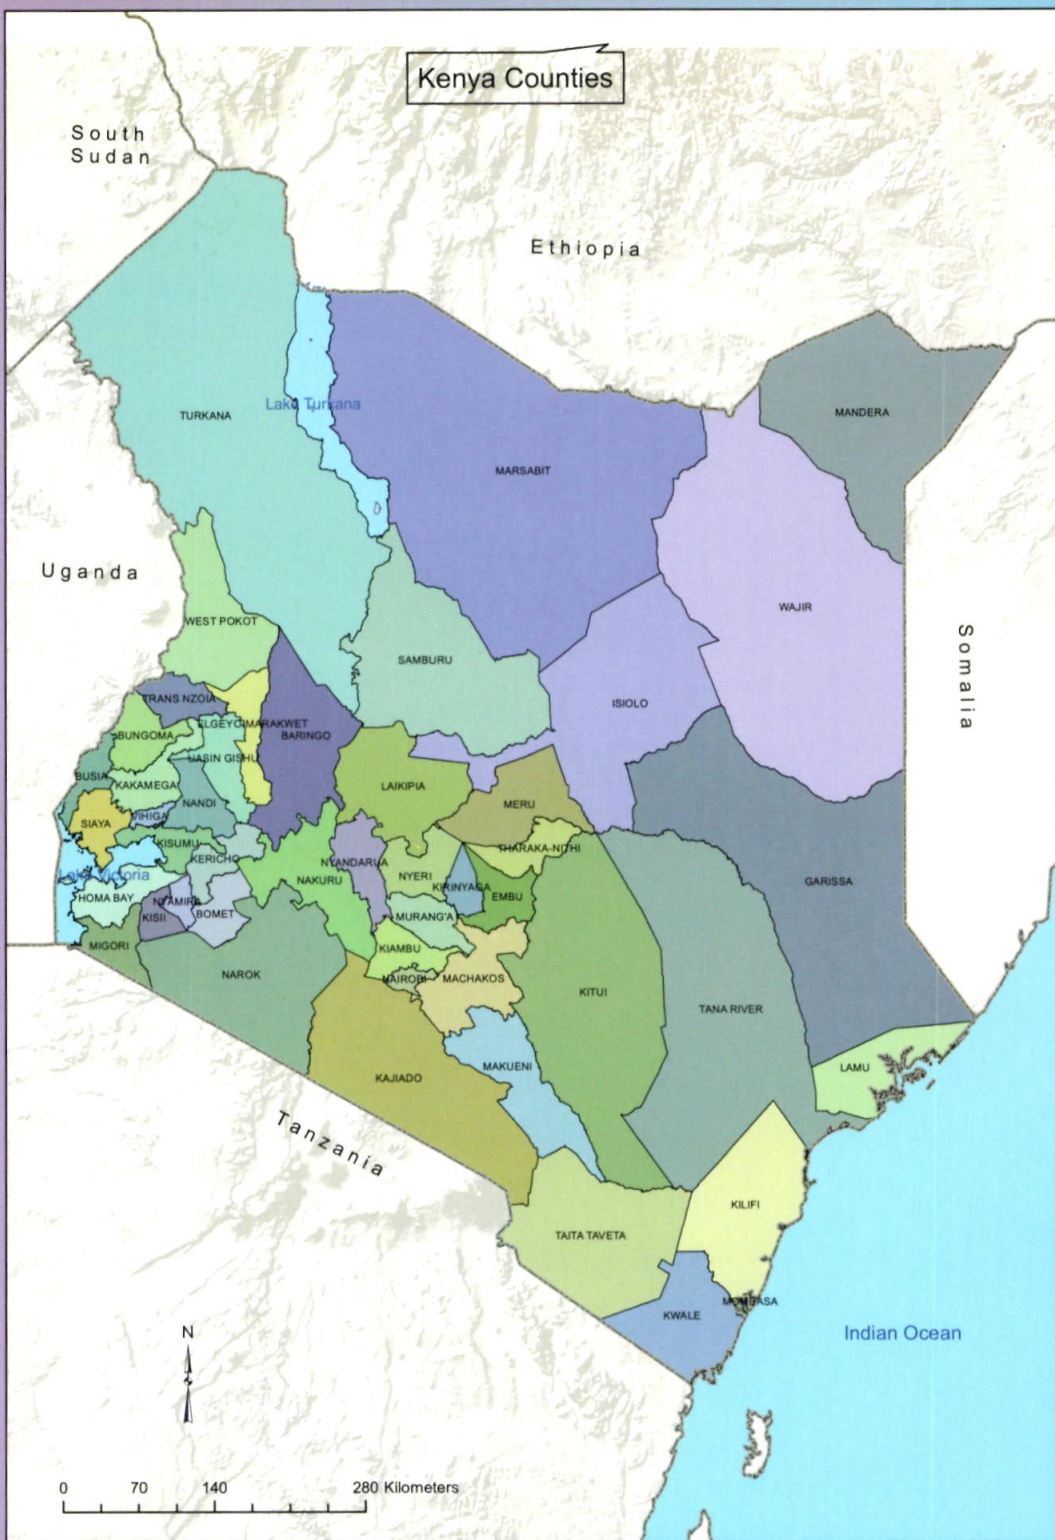 Kenya Counties
South
Sudan
Ethiopia
TURKANA
Lake Turkana
MANDERA
MARSABIT
Uganda
WAJIR
WEST POKOT
Somalia
SAMBURU
TRANS NZOIA
ISIOLO
ELGEYO/MARAKWET
BUNGOMA
BARINGO
UASIN GISHU
BUSIA
KAKAMEGA
LAIKIPIA
NANDI
MERU
VIHIGA
SIAYA
KISUMU
THARAKA-NITHI
KERICHO
NYANDARUA
Lake Victoria
NYERI
NAKURU
GARISSA
KIRINYAGA
HOMA BAY
EMBU
NYAMIRA
BOMET
KISII
MURANG'A
MIGORI
KIAMBU
NAROK
NAIROBI
MACHAKOS
KITUI
TANA RIVER
MAKUENI
LAMU
KAJIADO
Tanzania
KILIFI
TAITA TAVETA
MOMBASA
KWALE
N
Indian Ocean
0 70 140 280 Kilometers